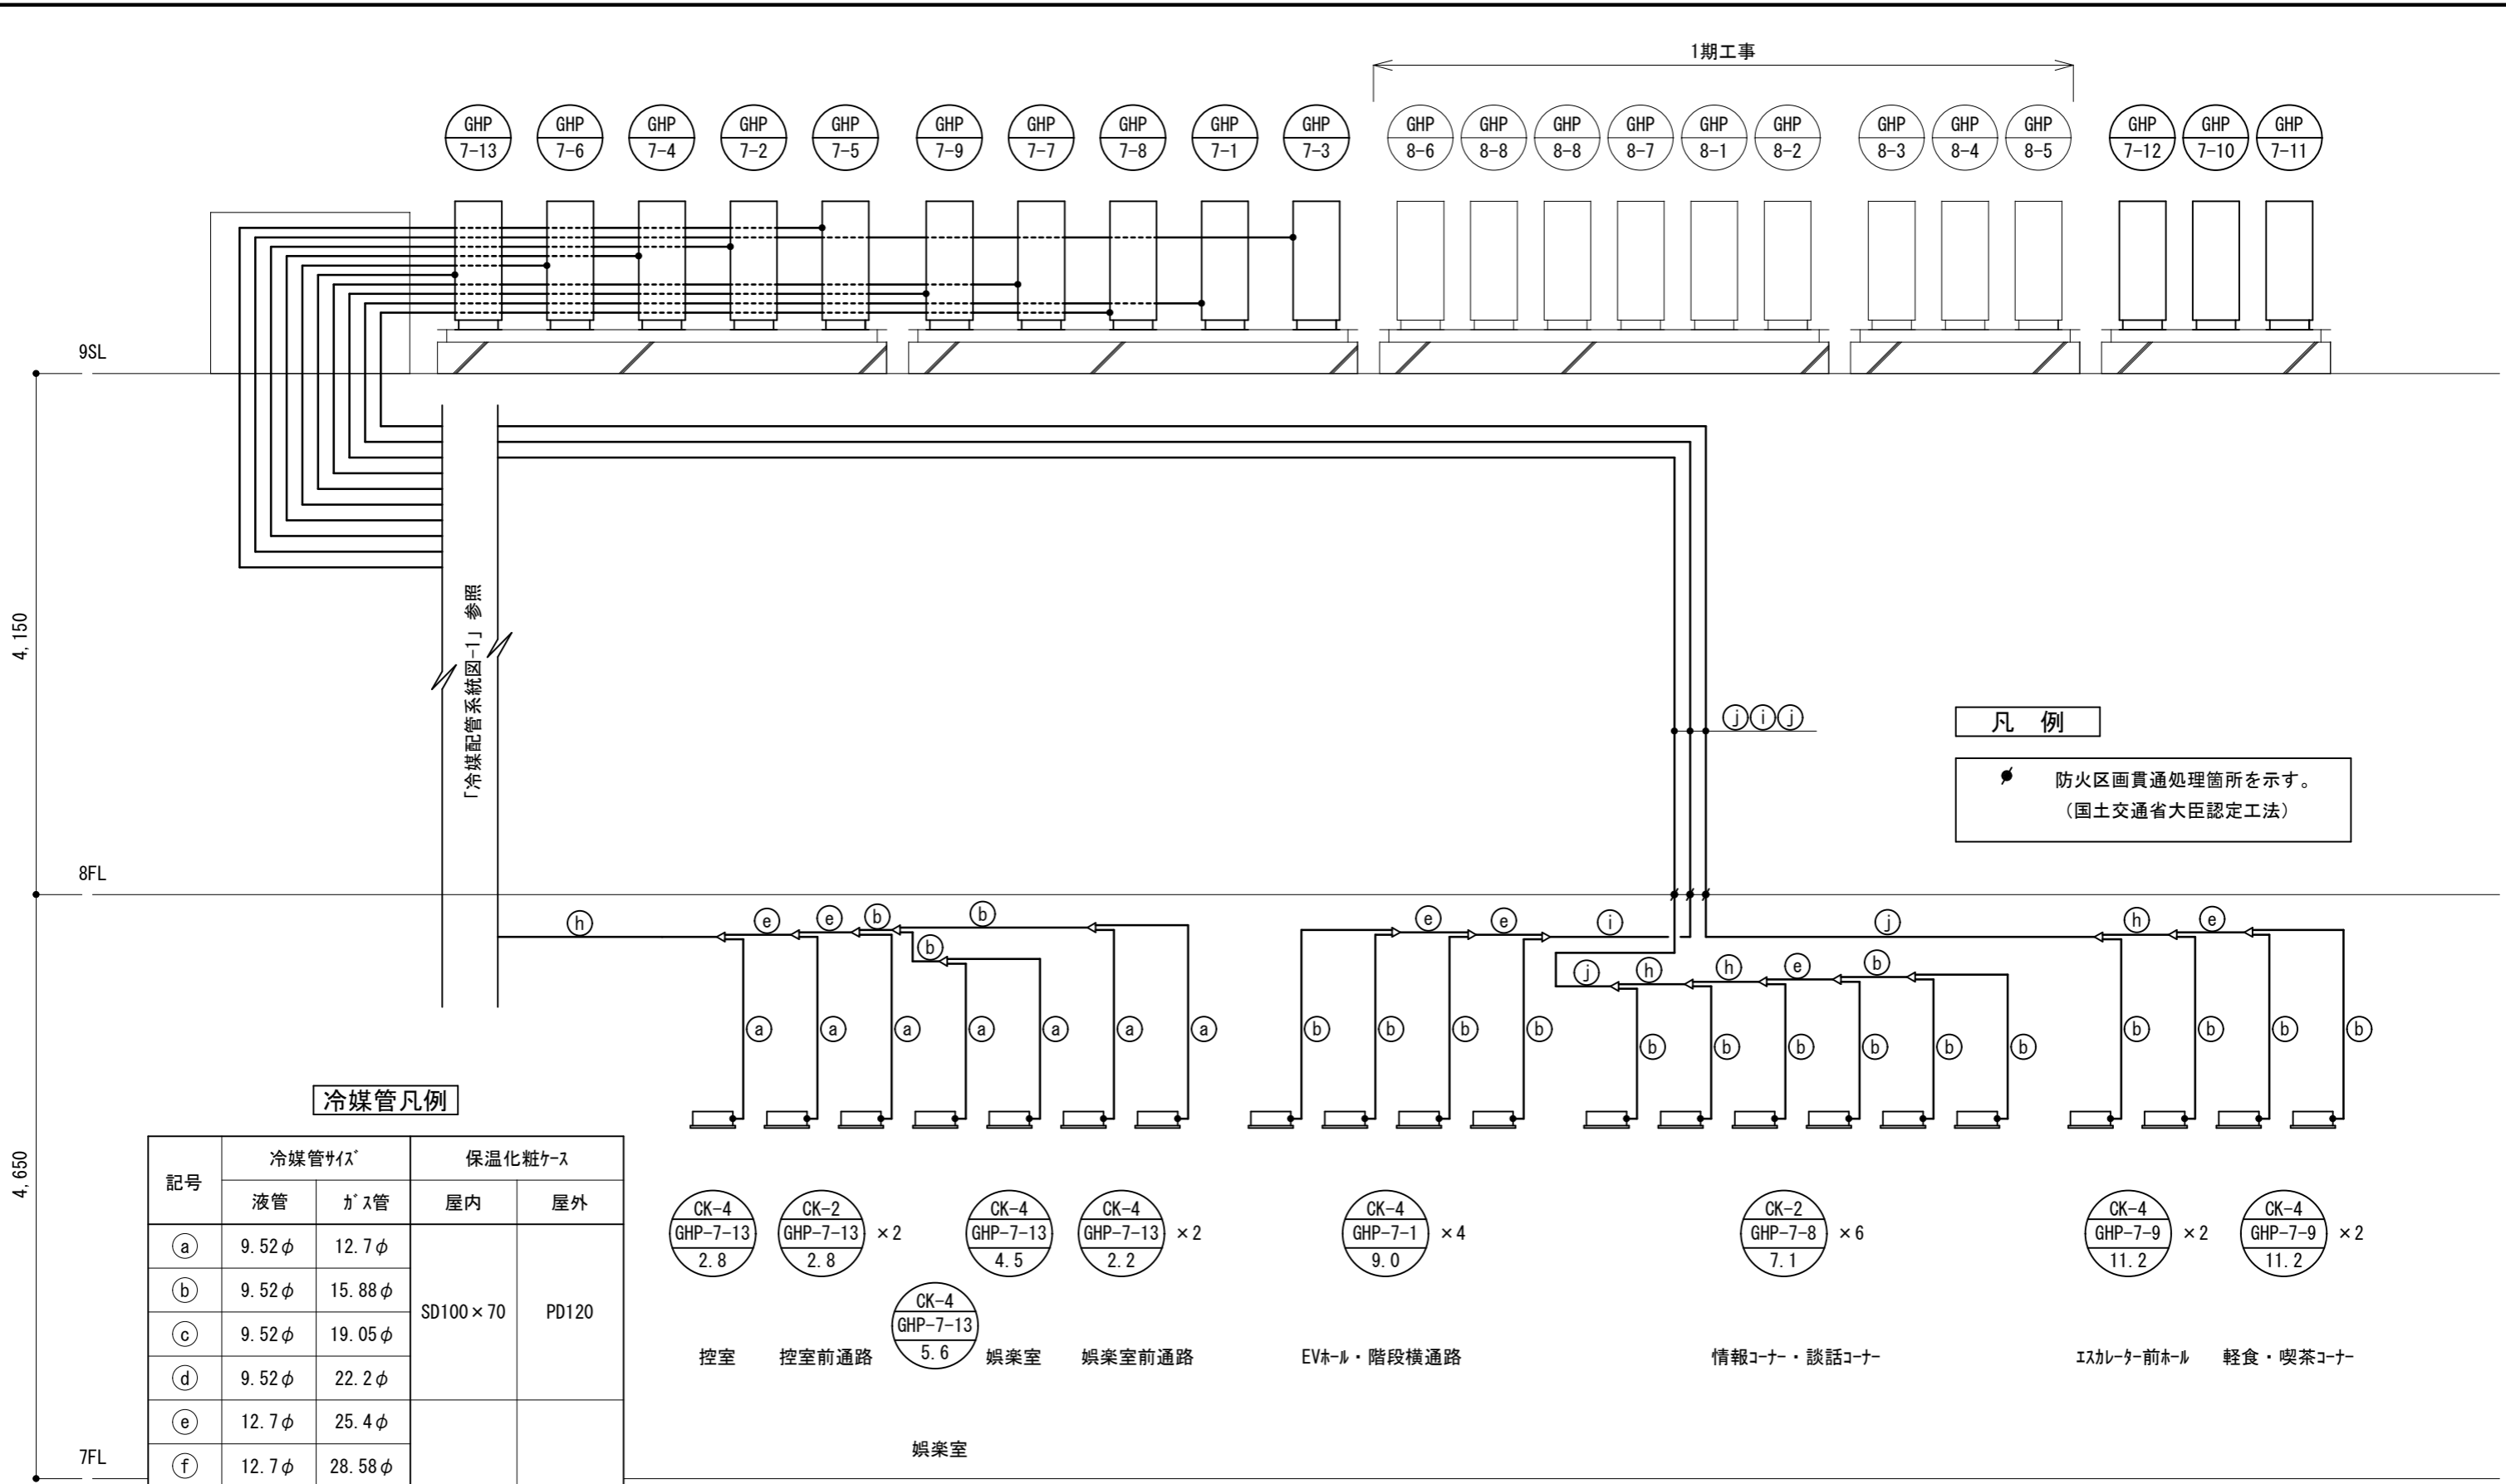 1期工事
GHP 7-13
GHP 7-6
GHP 7-4
GHP 7-2
GHP 7-5
GHP 7-9
GHP 7-7
GHP 7-8
GHP 7-1
GHP 7-3
GHP 8-6
GHP 8-8
GHP 8-8
GHP 8-7
GHP 8-1
GHP 8-2
GHP 8-3
GHP 8-4
GHP 8-5
GHP 7-12
GHP 7-10
GHP 7-11
9SL
4,150
「冷媒配管系統図-1」参照
j i j
凡 例
防火区画貫通処理箇所を示す。
(国土交通省大臣認定工法)
8FL
h e e b b b
e e i
j h h e b
j h e
a a a a a a a
b b b b
b b b b b b
b b b b
4,650
冷媒管凡例
記号 冷媒管ｻｲｽﾞ 保温化粧ｹｰｽ
液管 ｶﾞｽ管 屋内 屋外
a 9.52φ 12.7φ
b 9.52φ 15.88φ
SD100×70 PD120
c 9.52φ 19.05φ
d 9.52φ 22.2φ
e 12.7φ 25.4φ
f 12.7φ 28.58φ
CK-4 GHP-7-13 2.8
CK-2 GHP-7-13 2.8 ×2
CK-4 GHP-7-13 4.5
CK-4 GHP-7-13 2.2 ×2
CK-4 GHP-7-1 9.0 ×4
CK-2 GHP-7-8 7.1 ×6
CK-4 GHP-7-9 11.2 ×2
CK-4 GHP-7-9 11.2 ×2
CK-4 GHP-7-13 5.6
控室
控室前通路
娯楽室
娯楽室前通路
EVﾎｰﾙ・階段横通路
情報ｺｰﾅｰ・談話ｺｰﾅｰ
ｴｽｶﾚｰﾀｰ前ﾎｰﾙ
軽食・喫茶ｺｰﾅｰ
娯楽室
7FL